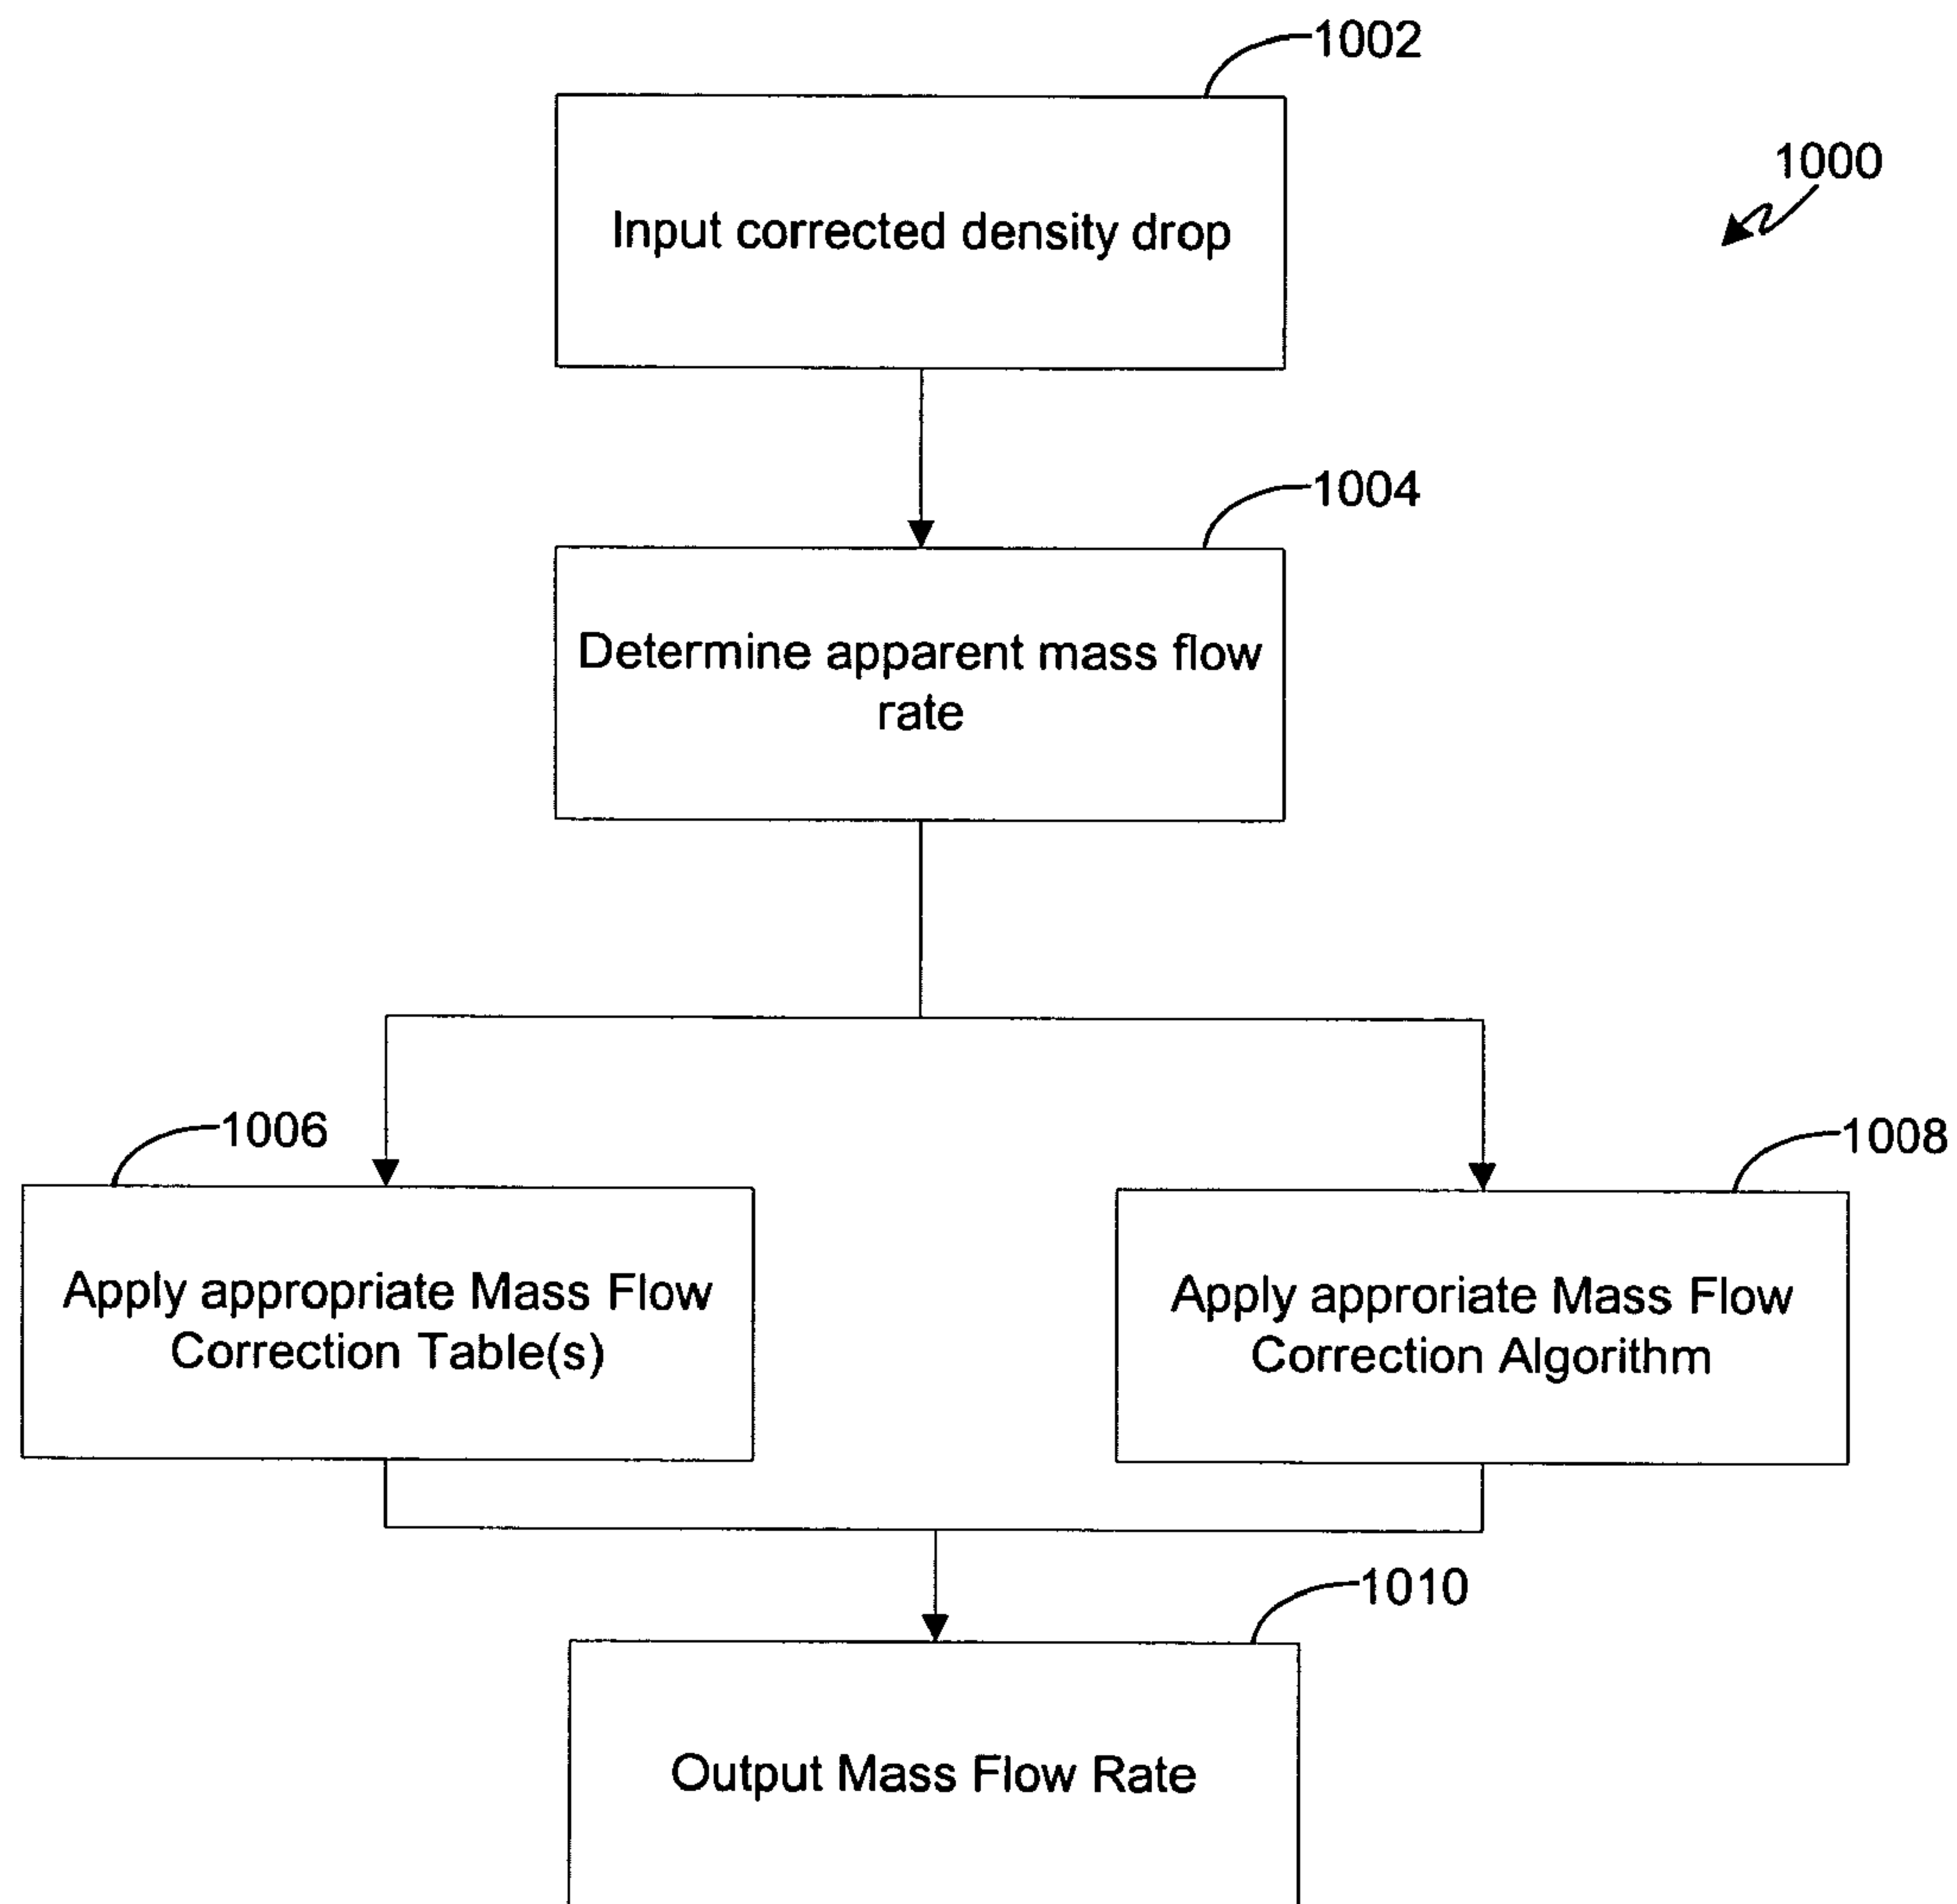 1002
1000
Input corrected density drop
1004
Determine apparent mass flow
rate
1006
1008
Apply appropriate Mass Flow
Correction Table(s)
Apply approriate Mass Flow
Correction Algorithm
1010
Output Mass Flow Rate